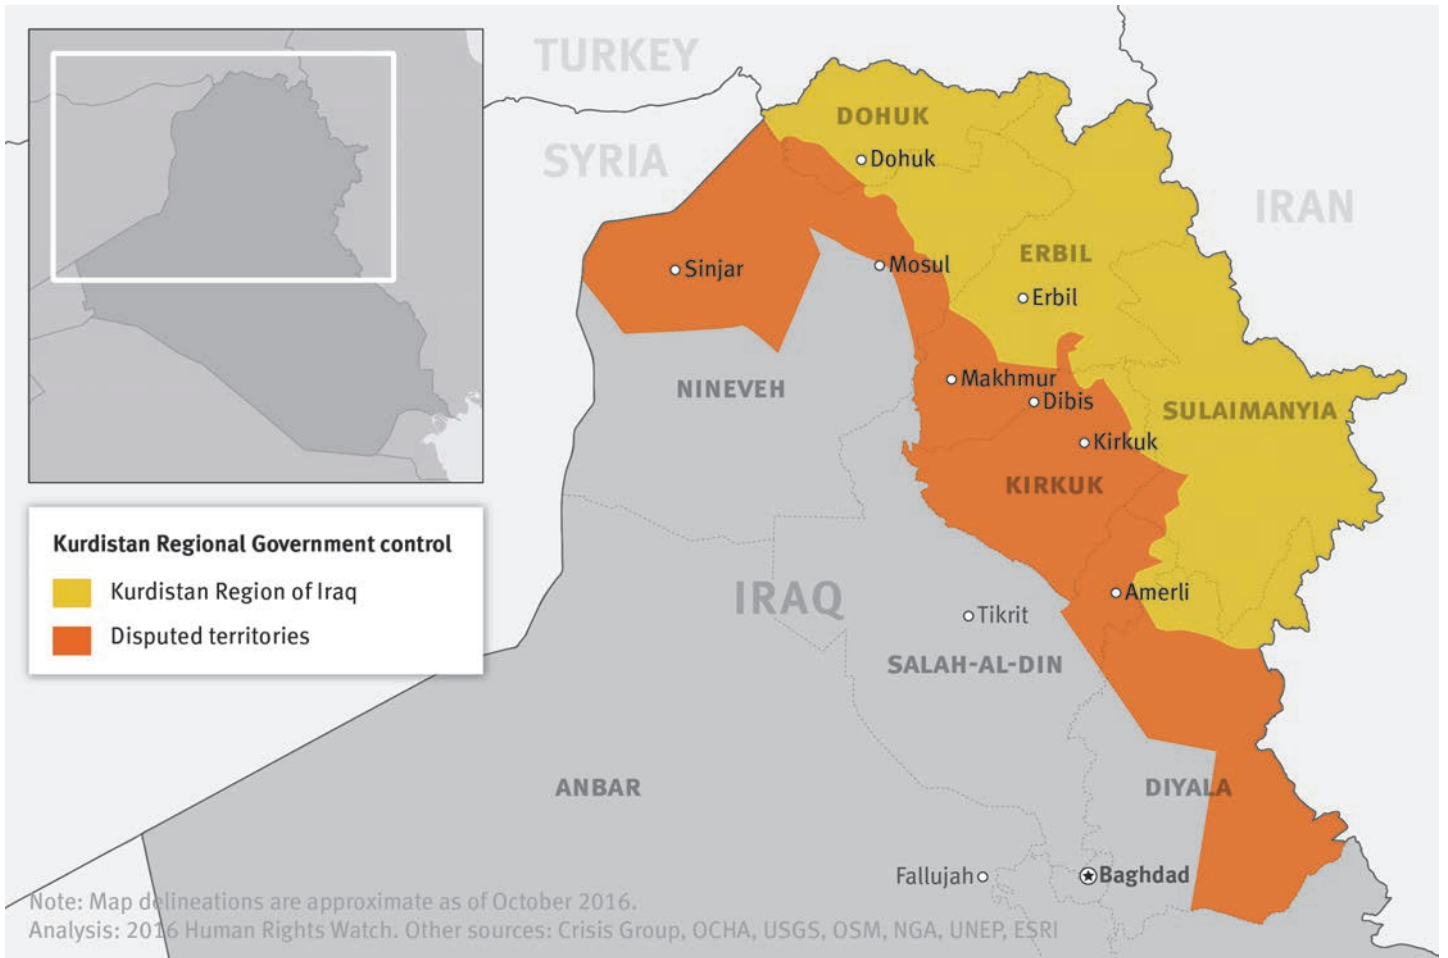 TURKEY
SYRIA
IRAN
DOHUK
Dohuk
ERBIL
Erbil
Sinjar
Mosul
NINEVEH
Makhmur
Dibis
SULAIMANYIA
Kirkuk
KIRKUK
Kurdistan Regional Government control
Kurdistan Region of Iraq
Disputed territories
IRAQ
Amerli
Tikrit
SALAH-AL-DIN
ANBAR
DIYALA
Fallujah
Baghdad
Note: Map delineations are approximate as of October 2016.
Analysis: 2016 Human Rights Watch. Other sources: Crisis Group, OCHA, USGS, OSM, NGA, UNEP, ESRI